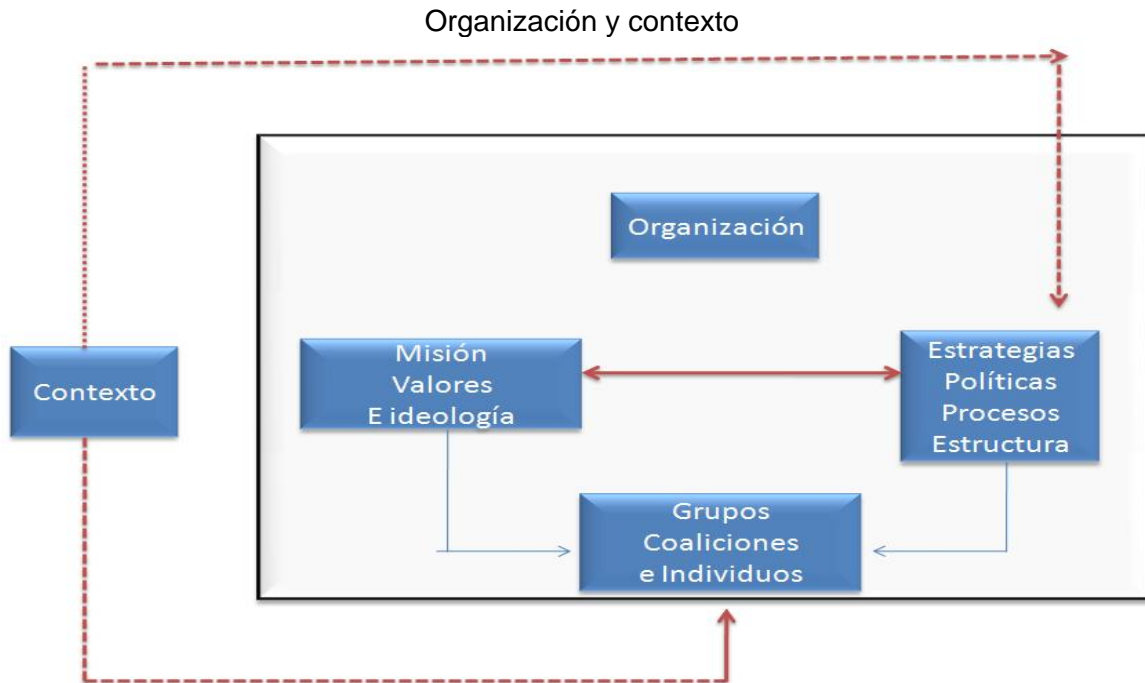 Organización y contexto
Organización
Contexto
Misión
Valores
E ideología
Estrategias
Políticas
Procesos
Estructura
Grupos
Coaliciones
e Individuos